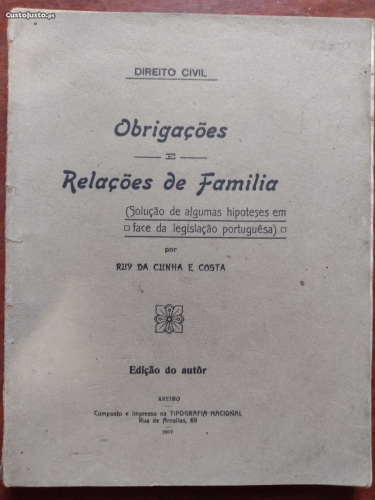 CustoJusto.pt
DIREITO CIVIL
Obrigações
E
Relações de Familia
(Solução de algumas hipoteses em
face da legislação portuguêsa)
por
RUY DA CUNHA E COSTA
Edição do autôr
AVEIRO
Composto e impresso na TIPOGRAFIA NACIONAL
Rua de Arnellas, 69
1917